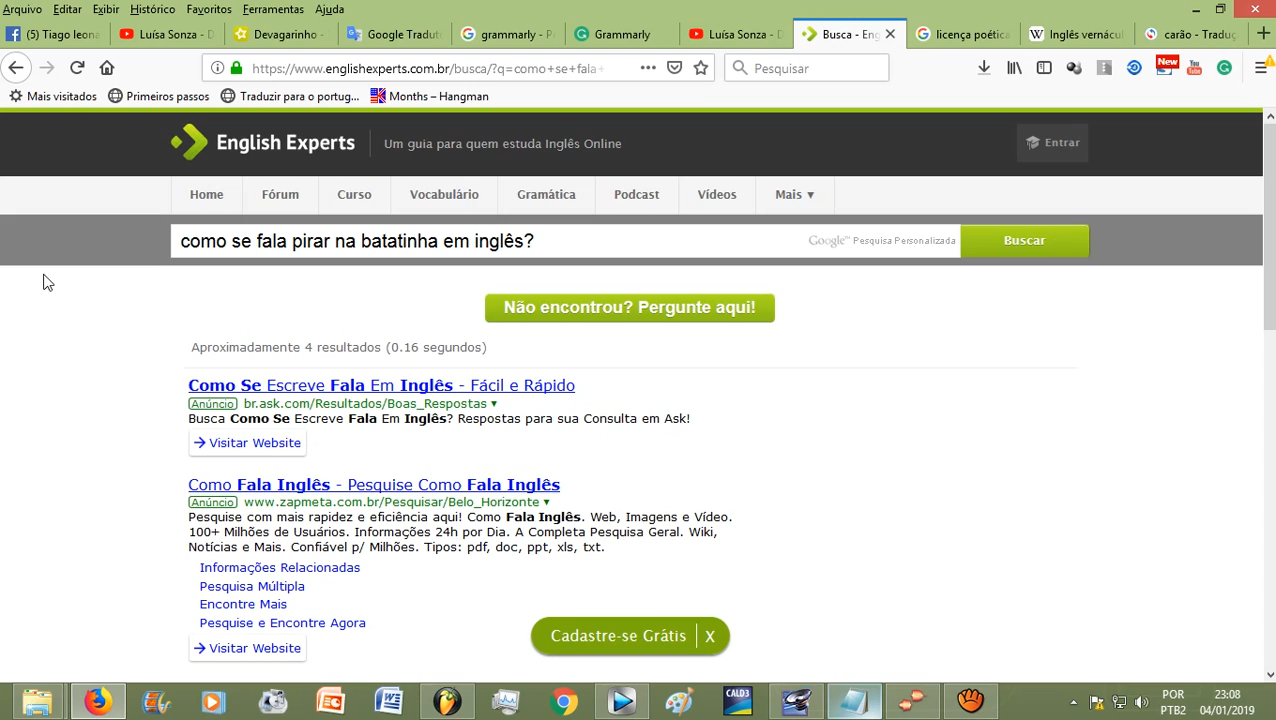 Arquivo Editar Exibir Histórico Favoritos Ferramentas Ajuda
(5) Tiago leona Luísa Sonza - D Devagarinho - Google Tradut grammarly - Pe Grammarly Luísa Sonza - D Busca - Eng licença poética Inglês vernácul carão - Traduç
https://www.englishexperts.com.br/busca/?q=como+se+fala+ Pesquisar New You Tube
Mais visitados Primeiros passos Traduzir para o portug... Months – Hangman
English Experts Um guia para quem estuda Inglês Online Entrar
Home Fórum Curso Vocabulário Gramática Podcast Vídeos Mais ▾
como se fala pirar na batatinha em inglês? Google™ Pesquisa Personalizada Buscar
Não encontrou? Pergunte aqui!
Aproximadamente 4 resultados (0.16 segundos)
Como Se Escreve Fala Em Inglês - Fácil e Rápido
Anúncio br.ask.com/Resultados/Boas_Respostas ▾
Busca Como Se Escreve Fala Em Inglês? Respostas para sua Consulta em Ask!
→ Visitar Website
Como Fala Inglês - Pesquise Como Fala Inglês
Anúncio www.zapmeta.com.br/Pesquisar/Belo_Horizonte ▾
Pesquise com mais rapidez e eficiência aqui! Como Fala Inglês. Web, Imagens e Vídeo.
100+ Milhões de Usuários. Informações 24h por Dia. A Completa Pesquisa Geral. Wiki,
Notícias e Mais. Confiável p/ Milhões. Tipos: pdf, doc, ppt, xls, txt.
Informações Relacionadas
Pesquisa Múltipla
Encontre Mais
Pesquise e Encontre Agora
→ Visitar Website
Cadastre-se Grátis X
CALD3
POR 23:08
PTB2 04/01/2019